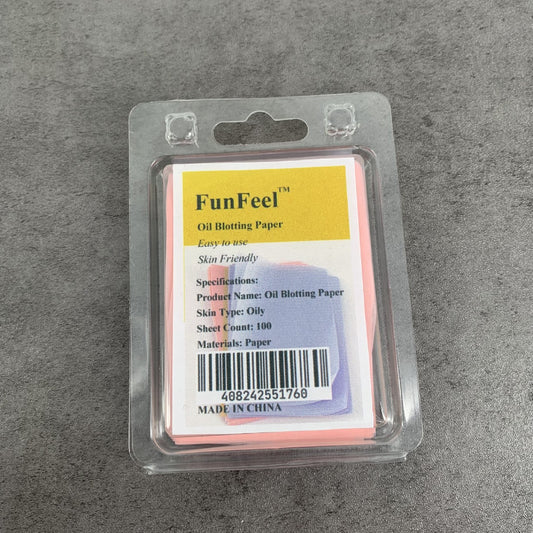 FunFeel™
Oil Blotting Paper
Easy to use
Skin Friendly
Specifications:
Product Name: Oil Blotting Paper
Skin Type: Oily
Sheet Count: 100
Materials: Paper
408242551760
MADE IN CHINA